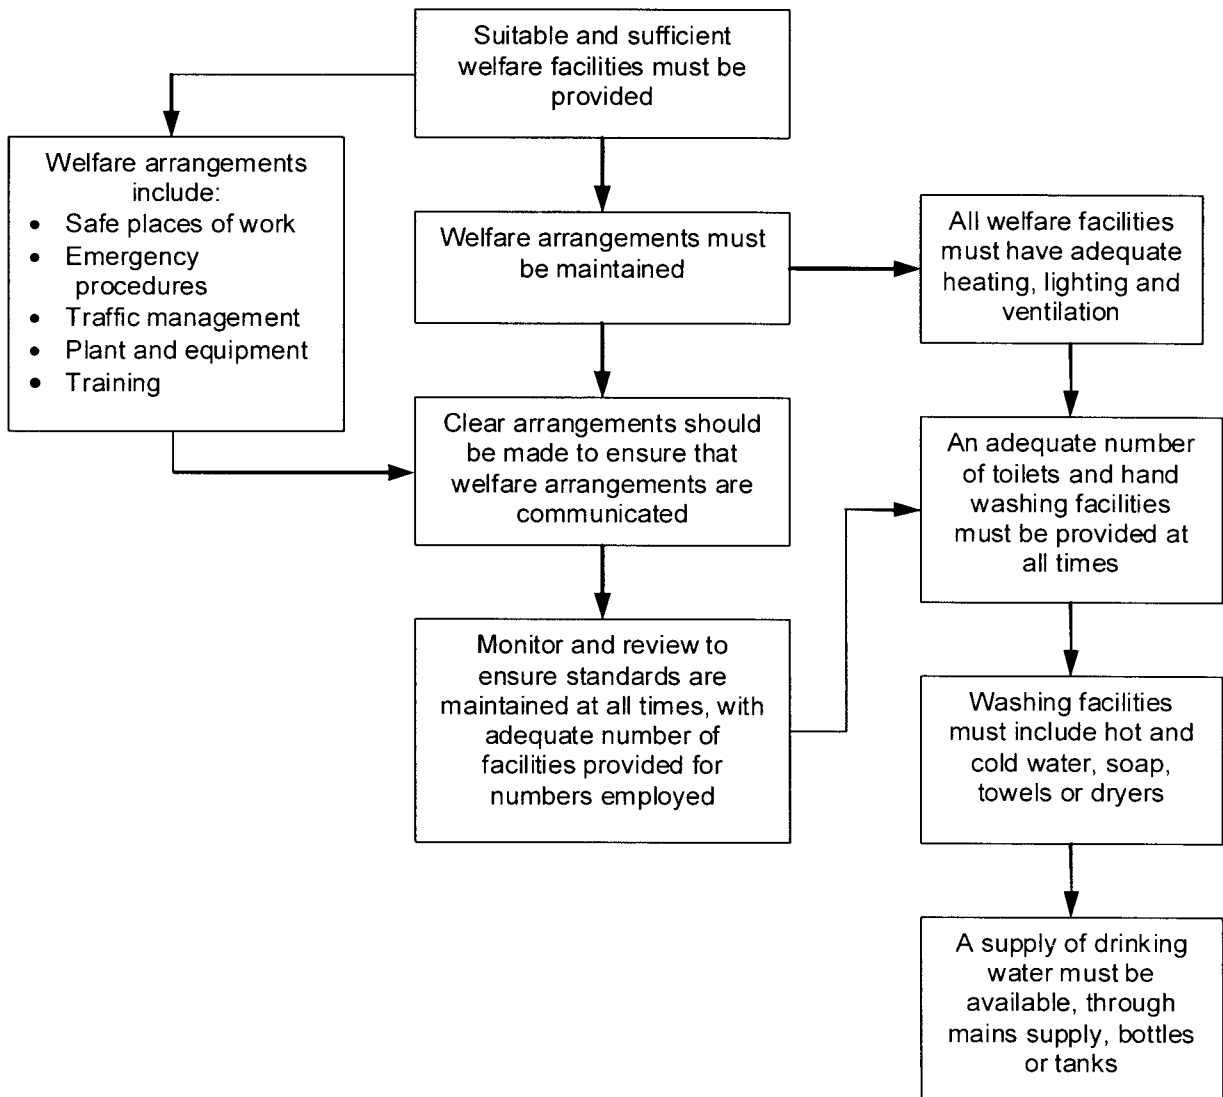 Suitable and sufficient
welfare facilities must be
provided
Welfare arrangements
include:
• Safe places of work
• Emergency
procedures
• Traffic management
• Plant and equipment
• Training
Welfare arrangements must
be maintained
All welfare facilities
must have adequate
heating, lighting and
ventilation
Clear arrangements should
be made to ensure that
welfare arrangements are
communicated
An adequate number
of toilets and hand
washing facilities
must be provided at
all times
Monitor and review to
ensure standards are
maintained at all times, with
adequate number of
facilities provided for
numbers employed
Washing facilities
must include hot and
cold water, soap,
towels or dryers
A supply of drinking
water must be
available, through
mains supply, bottles
or tanks